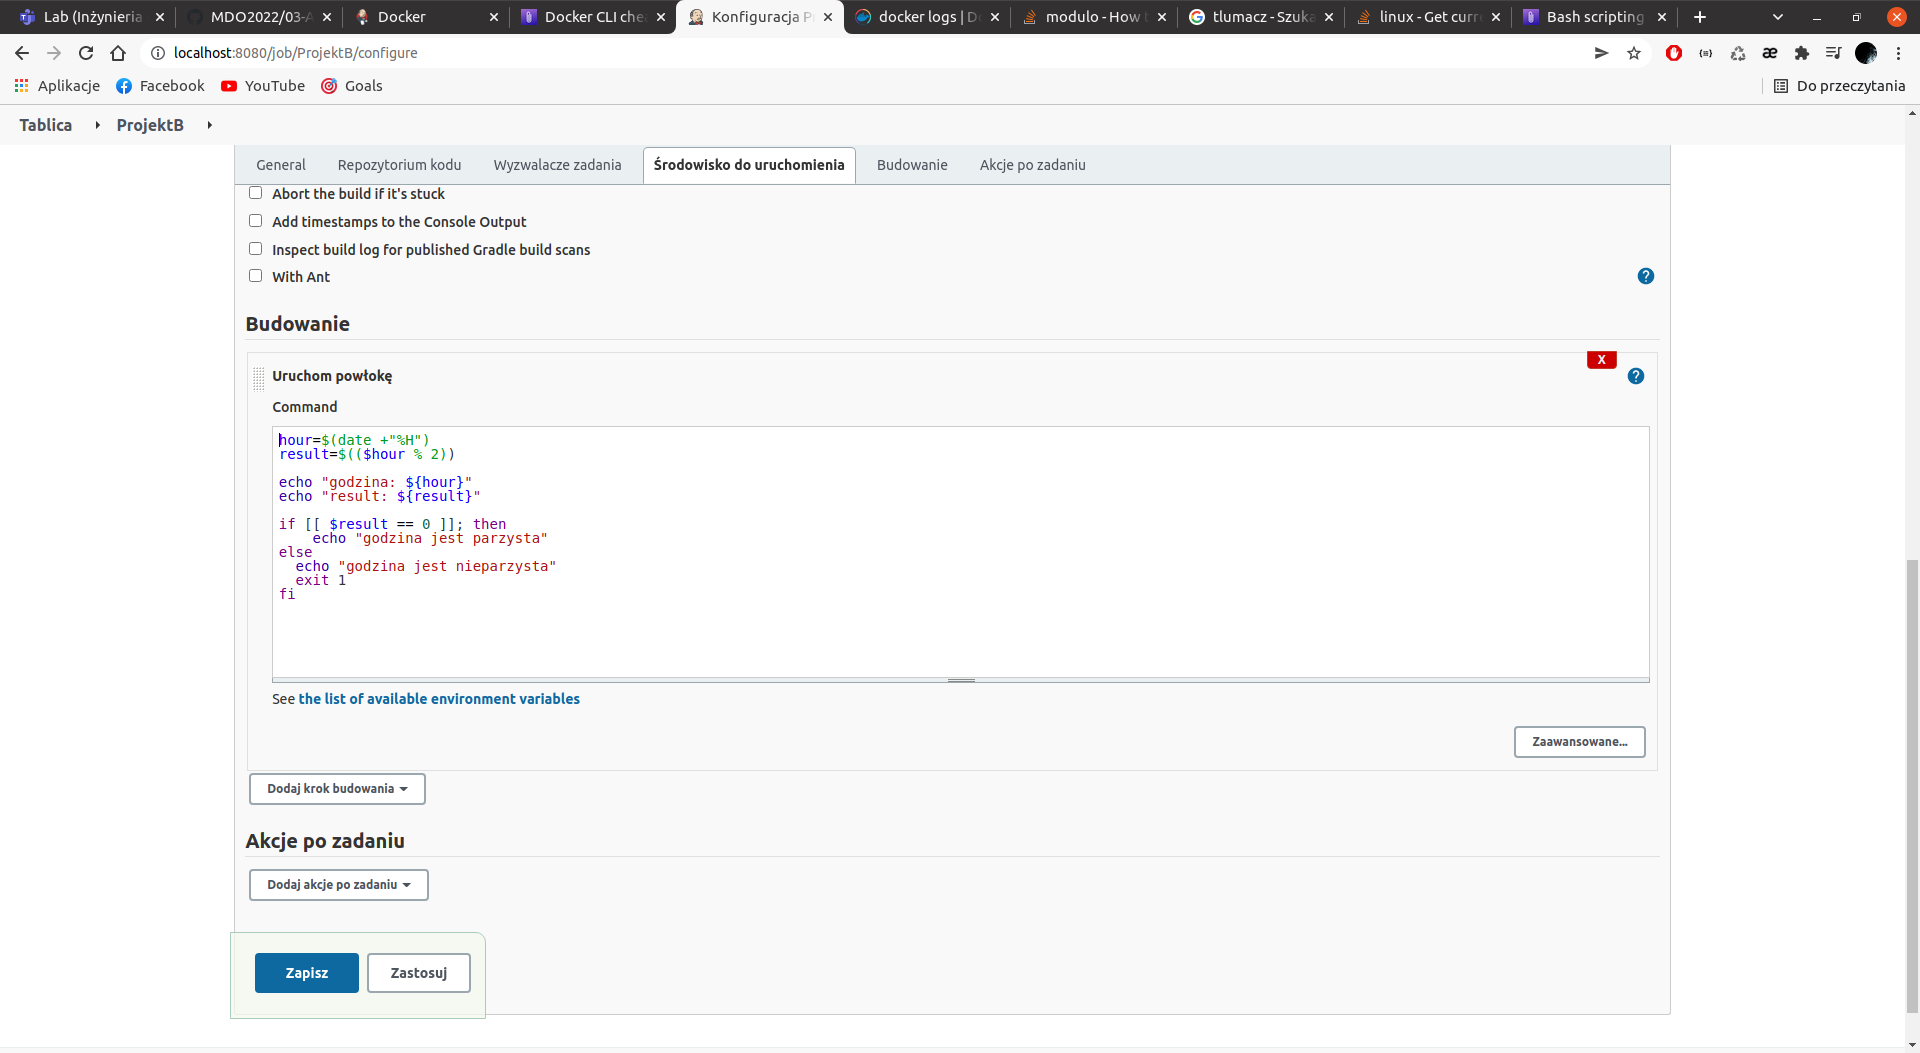 Lab (Inżynieria
MDO2022/03-A
Docker
Docker CLI che
Konfiguracja P
docker logs | D
modulo - How t
tlumacz - Szuka
linux - Get curr
Bash scripting
localhost:8080/job/ProjektB/configure
Aplikacje
Facebook
YouTube
Goals
Do przeczytania
Tablica
ProjektB
General
Repozytorium kodu
Wyzwalacze zadania
Środowisko do uruchomienia
Budowanie
Akcje po zadaniu
Abort the build if it's stuck
Add timestamps to the Console Output
Inspect build log for published Gradle build scans
With Ant
?
Budowanie
X
Uruchom powłokę
?
Command
hour=$(date +"%H")
result=$(($hour % 2))
echo "godzina: ${hour}"
echo "result: ${result}"
if [[ $result == 0 ]]; then
    echo "godzina jest parzysta"
else
  echo "godzina jest nieparzysta"
  exit 1
fi
See the list of available environment variables
Zaawansowane...
Dodaj krok budowania
Akcje po zadaniu
Dodaj akcje po zadaniu
Zapisz
Zastosuj